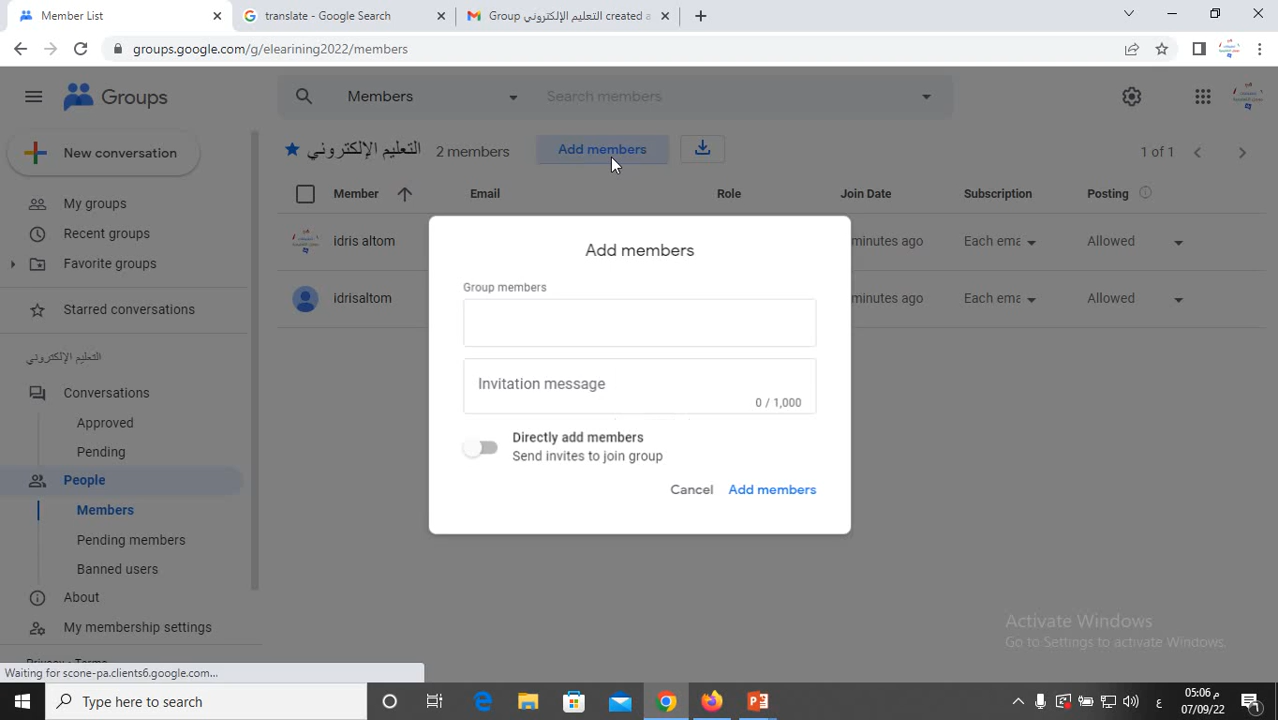 Member List
translate - Google Search
Group التعليم الإلكتروني created a
groups.google.com/g/elearining2022/members
Groups
Members
Search members
New conversation
التعليم الإلكتروني
2 members
Add members
1 of 1
Member
Email
Role
Join Date
Subscription
Posting
My groups
Recent groups
Favorite groups
Starred conversations
التعليم الإلكتروني
Conversations
Approved
Pending
People
Members
Pending members
Banned users
About
My membership settings
idris altom
minutes ago
Each ema
Allowed
idrisaltom
minutes ago
Each ema
Allowed
Add members
Group members
Invitation message
0 / 1,000
Directly add members
Send invites to join group
Cancel
Add members
Activate Windows
Go to Settings to activate Windows.
Waiting for scone-pa.clients6.google.com...
Type here to search
ع
05:06 م
07/09/22
1